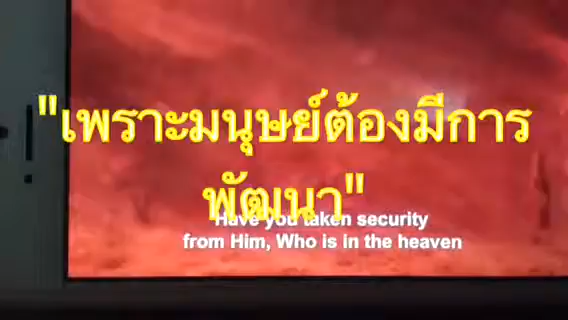 "เพราะมนุษย์ต้องมีการ
พัฒนา"
Have you taken security
from Him, Who is in the heaven